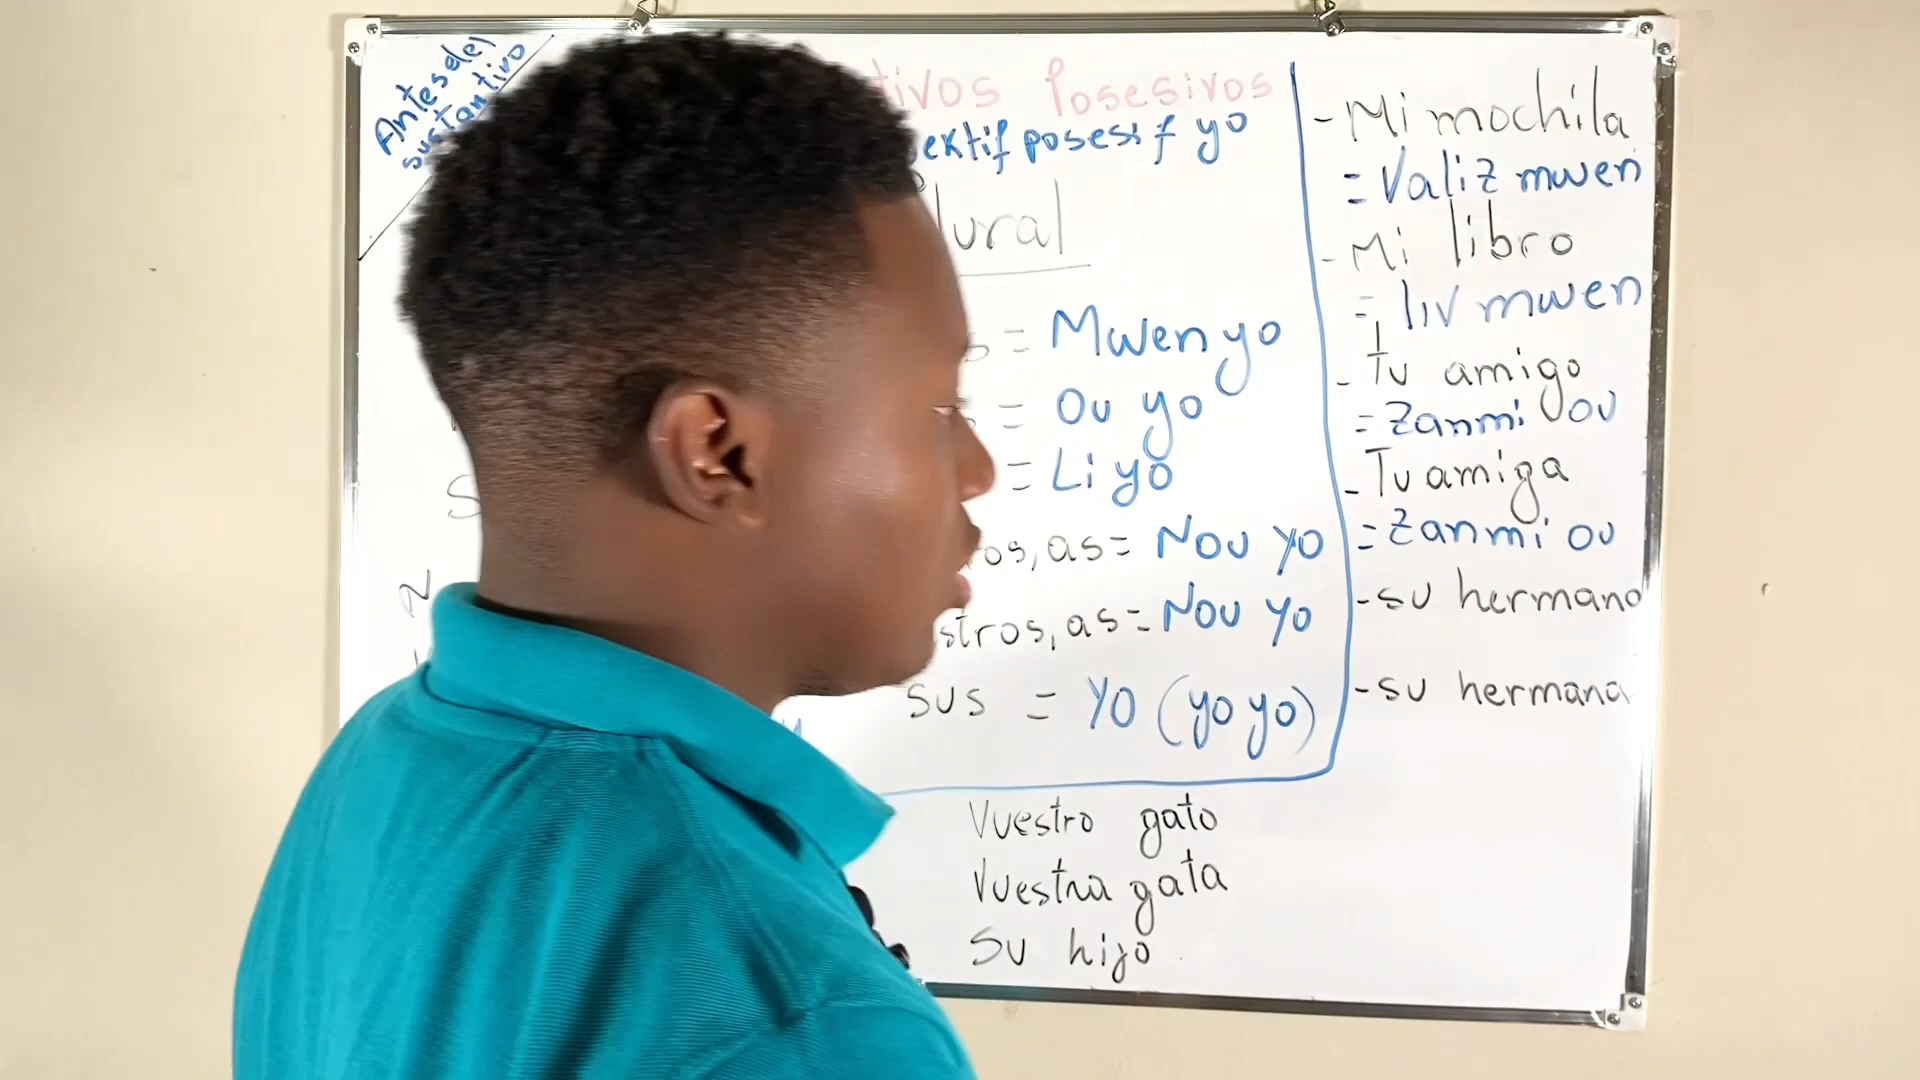 Antes del
sustantivo
tivos Posesivos
ektif posesif yo
lural
s = Mwen yo
s = Ou yo
= Li yo
os, as = Nou yo
stros, as = Nou yo
sus = Yo (yo yo)
Vuestro gato
Vuestra gata
Su hijo
- Mi mochila
= Valiz mwen
- Mi libro
= liv mwen
- Tu amigo
= Zanmi ou
- Tu amiga
= Zanmi ou
- su hermano
- su hermana